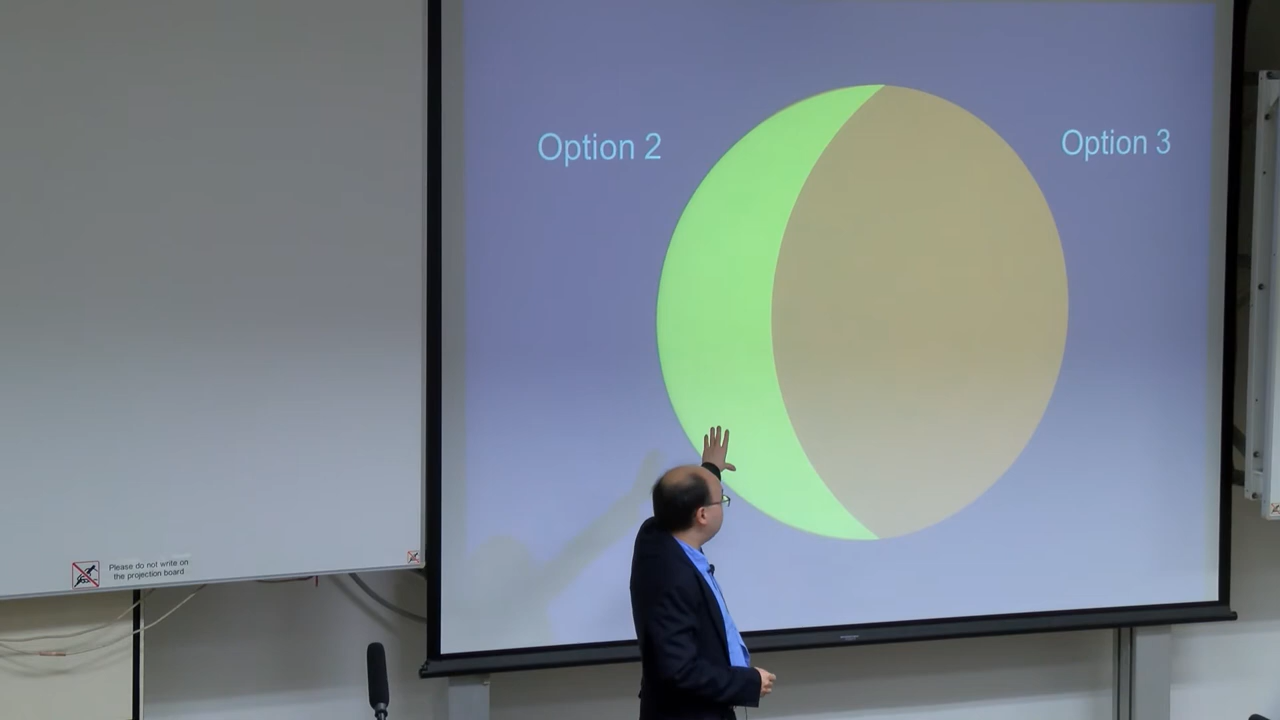 Option 2
Option 3
Please do not write on
the projection board